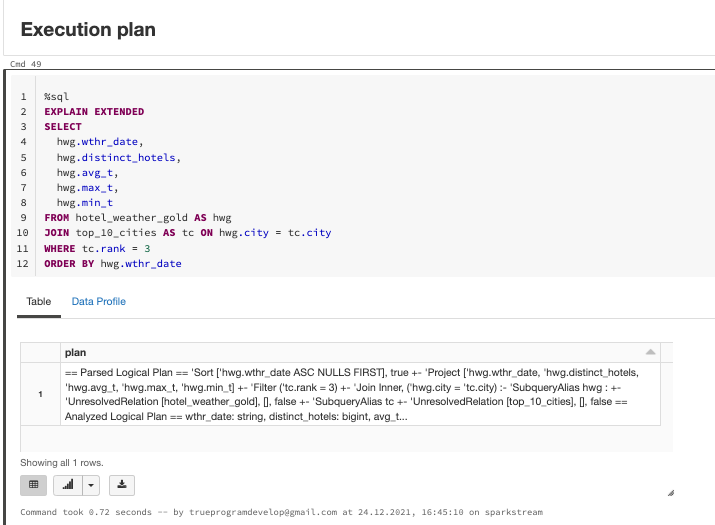 Execution plan
Cmd 49
1 %sql
2 EXPLAIN EXTENDED
3 SELECT
4 hwg.wthr_date,
5 hwg.distinct_hotels,
6 hwg.avg_t,
7 hwg.max_t,
8 hwg.min_t
9 FROM hotel_weather_gold AS hwg
10 JOIN top_10_cities AS tc ON hwg.city = tc.city
11 WHERE tc.rank = 3
12 ORDER BY hwg.wthr_date
Table Data Profile
plan
1
== Parsed Logical Plan == 'Sort ['hwg.wthr_date ASC NULLS FIRST], true +- 'Project ['hwg.wthr_date, 'hwg.distinct_hotels,
'hwg.avg_t, 'hwg.max_t, 'hwg.min_t] +- 'Filter ('tc.rank = 3) +- 'Join Inner, ('hwg.city = 'tc.city) :- 'SubqueryAlias hwg : +-
'UnresolvedRelation [hotel_weather_gold], [], false +- 'SubqueryAlias tc +- 'UnresolvedRelation [top_10_cities], [], false ==
Analyzed Logical Plan == wthr_date: string, distinct_hotels: bigint, avg_t...
Showing all 1 rows.
Command took 0.72 seconds -- by trueprogramdevelop@gmail.com at 24.12.2021, 16:45:10 on sparkstream